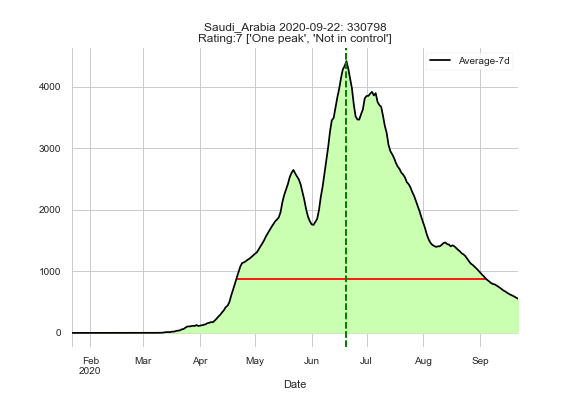 Saudi_Arabia 2020-09-22: 330798
Rating:7 ['One peak', 'Not in control']
Average-7d
4000
3000
2000
1000
0
Feb Mar Apr May Jun Jul Aug Sep
2020
Date